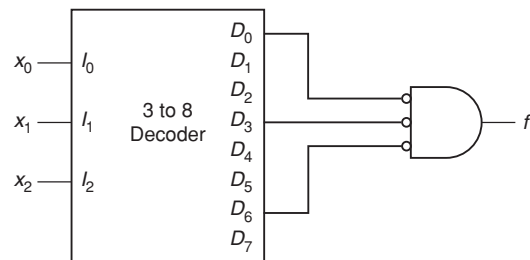 x₀ I₀ D₀
D₁
D₂
x₁ I₁ 3 to 8 Decoder D₃ f
D₄
x₂ I₂ D₅
D₆
D₇